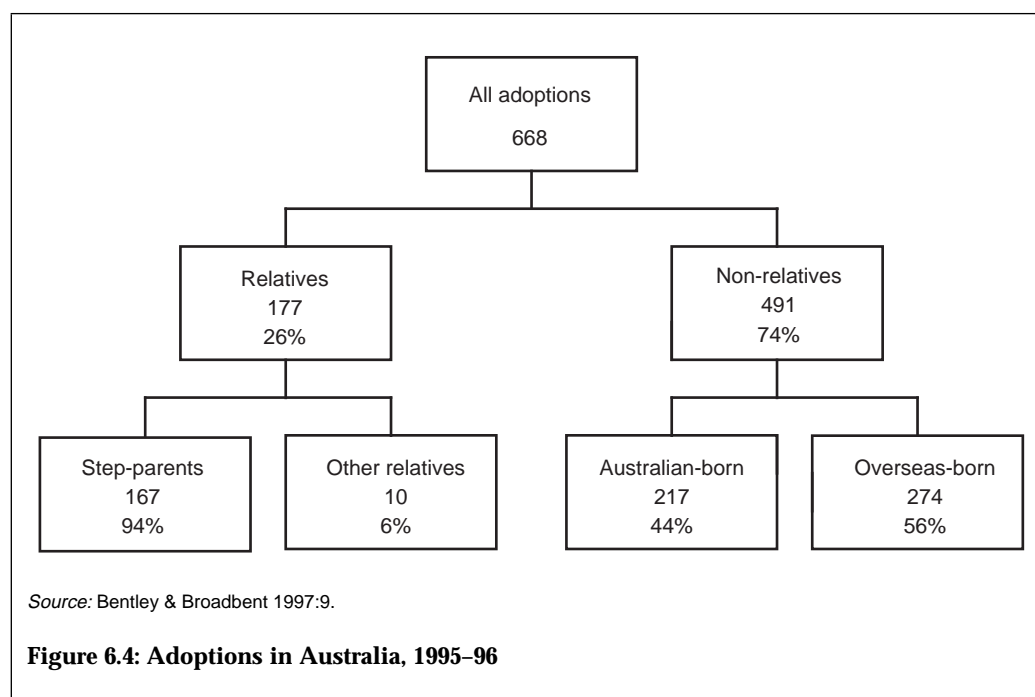 All adoptions
668
Relatives
177
26%
Non-relatives
491
74%
Step-parents
167
94%
Other relatives
10
6%
Australian-born
217
44%
Overseas-born
274
56%
Source: Bentley & Broadbent 1997:9.
Figure 6.4: Adoptions in Australia, 1995–96